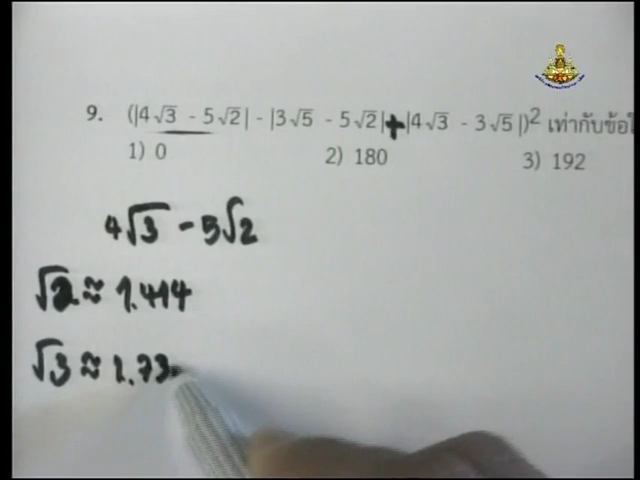 9. (|4√3 - 5√2| - |3√5 - 5√2| + |4√3 - 3√5|)² เท่ากับข้อใ
1) 0 2) 180 3) 192
4√3 - 5√2
√2 ≈ 1.414
√3 ≈ 1.73